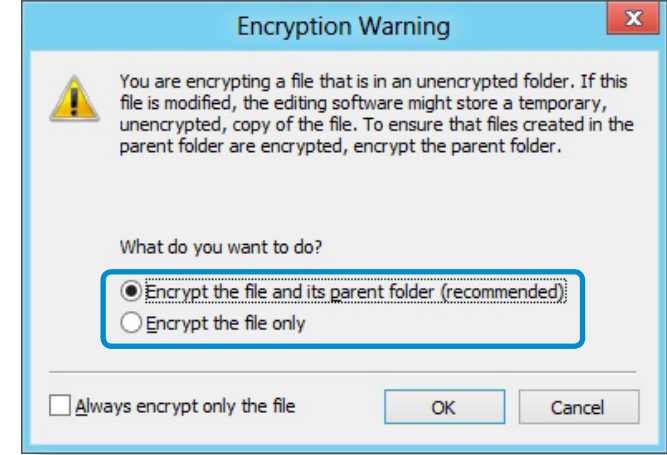 Encryption Warning
You are encrypting a file that is in an unencrypted folder. If this
file is modified, the editing software might store a temporary,
unencrypted, copy of the file. To ensure that files created in the
parent folder are encrypted, encrypt the parent folder.
What do you want to do?
Encrypt the file and its parent folder (recommended)
Encrypt the file only
Always encrypt only the file
OK
Cancel